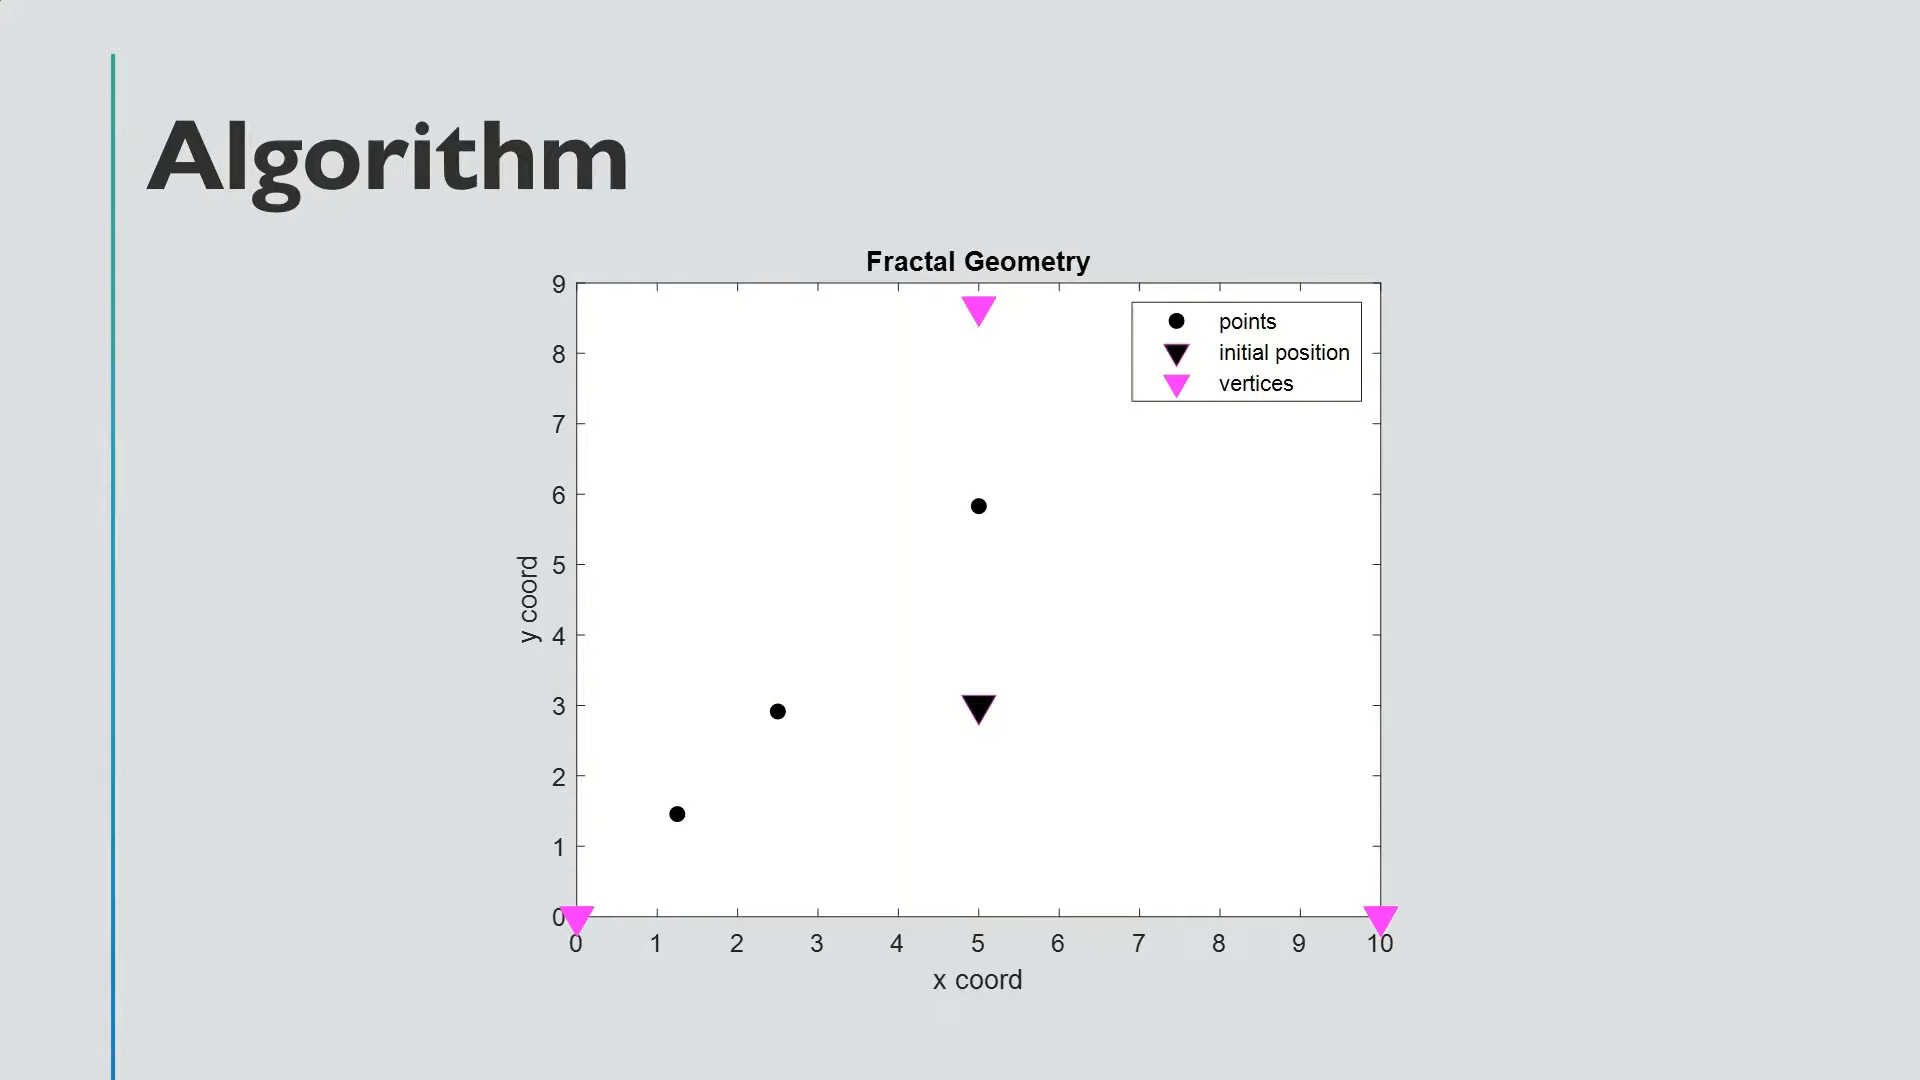 Algorithm
Fractal Geometry
points
initial position
vertices
9
8
7
6
5
4
3
2
1
0
y coord
0 1 2 3 4 5 6 7 8 9 10
x coord